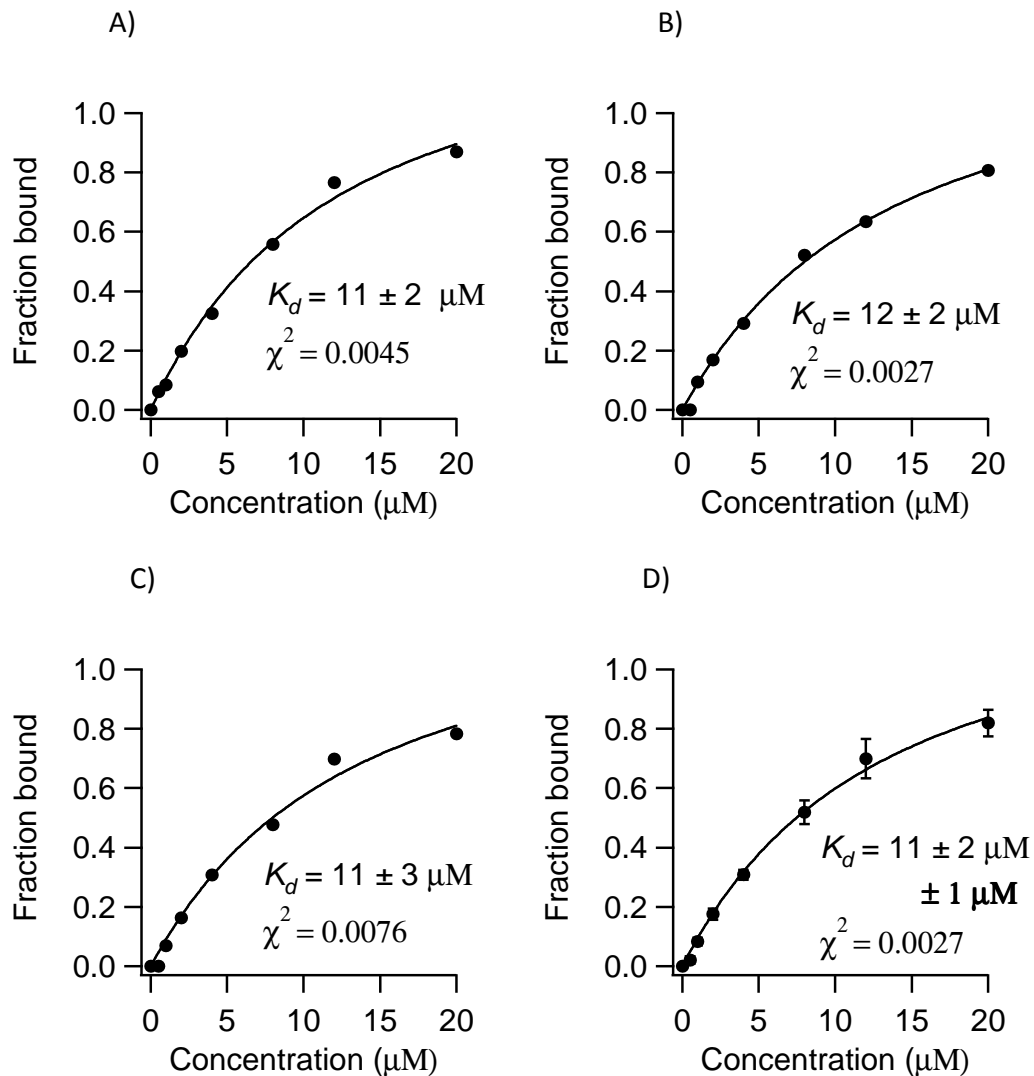 A)
Fraction bound
1.0
0.8
0.6
0.4
0.2
0.0
K_d = 11 ± 2 μM
χ² = 0.0045
0 5 10 15 20
Concentration (μM)
B)
Fraction bound
1.0
0.8
0.6
0.4
0.2
0.0
K_d = 12 ± 2 μM
χ² = 0.0027
0 5 10 15 20
Concentration (μM)
C)
Fraction bound
1.0
0.8
0.6
0.4
0.2
0.0
K_d = 11 ± 3 μM
χ² = 0.0076
0 5 10 15 20
Concentration (μM)
D)
Fraction bound
1.0
0.8
0.6
0.4
0.2
0.0
K_d = 11 ± 2 μM
± 1 μM
χ² = 0.0027
0 5 10 15 20
Concentration (μM)